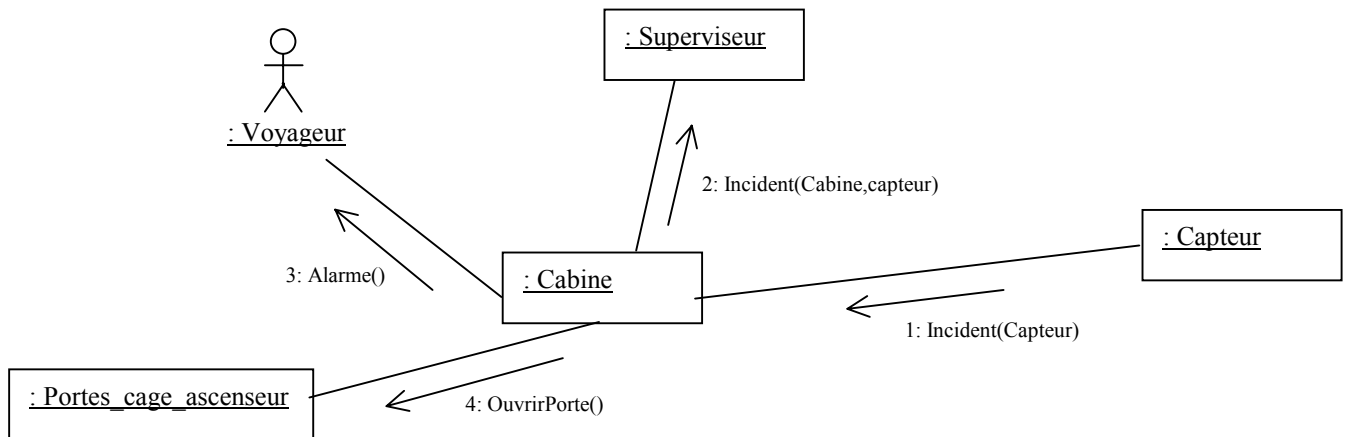 : Superviseur
: Voyageur
2: Incident(Cabine,capteur)
: Capteur
3: Alarme()
: Cabine
1: Incident(Capteur)
: Portes_cage_ascenseur
4: OuvrirPorte()